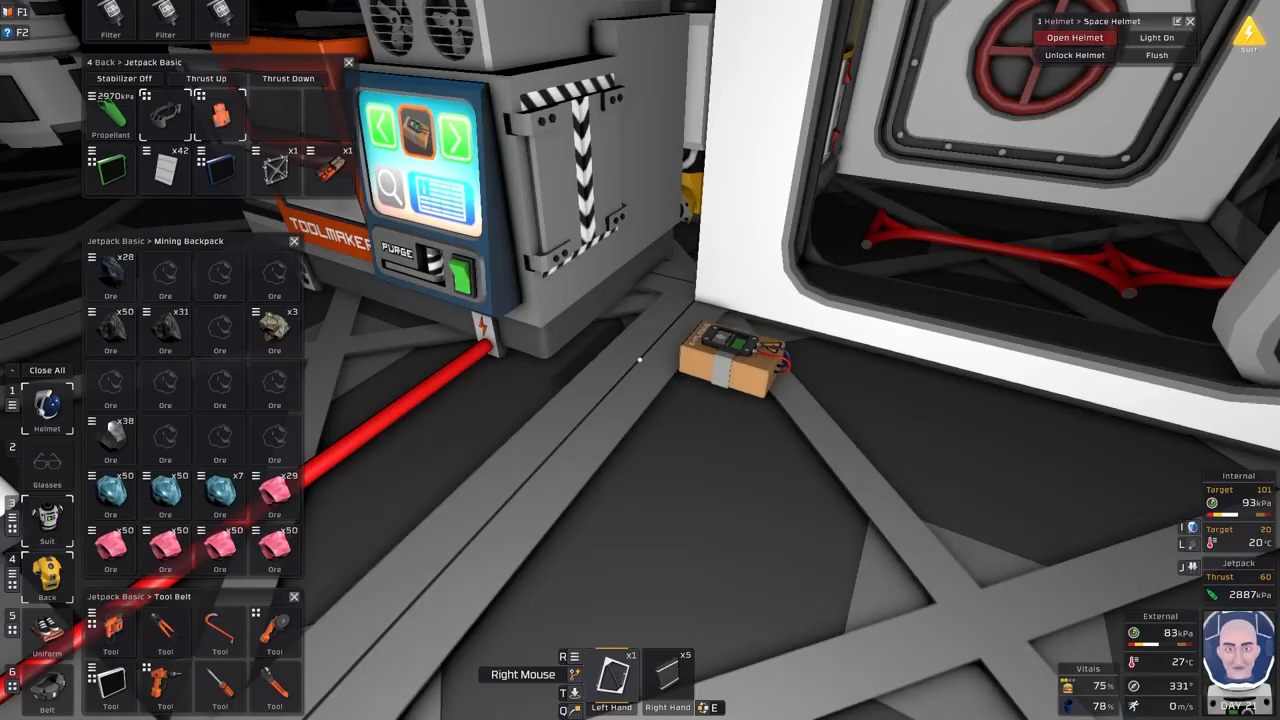 F1
F2
Filter
Filter
Filter
4 Back > Jetpack Basic
Stabilizer Off
Thrust Up
Thrust Down
2970kPa
Propellant
x42
x1
x1
TOOLMAKER
PURGE
Jetpack Basic > Mining Backpack
x28
Ore
Ore
Ore
Ore
x50
x31
x3
Ore
Ore
Ore
Ore
Ore
Ore
Ore
Ore
x38
Ore
Ore
Ore
Ore
x50
x50
x7
x29
Ore
Ore
Ore
Ore
x50
x50
x50
x50
Ore
Ore
Ore
Ore
Jetpack Basic > Tool Belt
Tool
Tool
Tool
Tool
Tool
Tool
Tool
Tool
Close All
1
Helmet
2
Glasses
3
Suit
4
Back
5
Uniform
6
Belt
1 Helmet > Space Helmet
Open Helmet
Light On
Unlock Helmet
Flush
SUIT
Right Mouse
R
T
Q
x1
Left Hand
x5
Right Hand
E
Internal
Target 101
93kPa
Target 20
20°C
I
L
J
Jetpack
Thrust 60
2887kPa
External
83kPa
27°C
331°
0m/s
Vitals
75%
78%
DAY 21